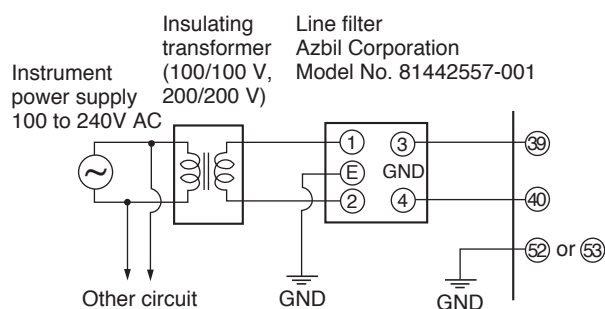 Instrument
power supply
100 to 240V AC
Insulating
transformer
(100/100 V,
200/200 V)
Line filter
Azbil Corporation
Model No. 81442557-001
1
3
39
E
GND
2
4
40
52 or 53
Other circuit
GND
GND